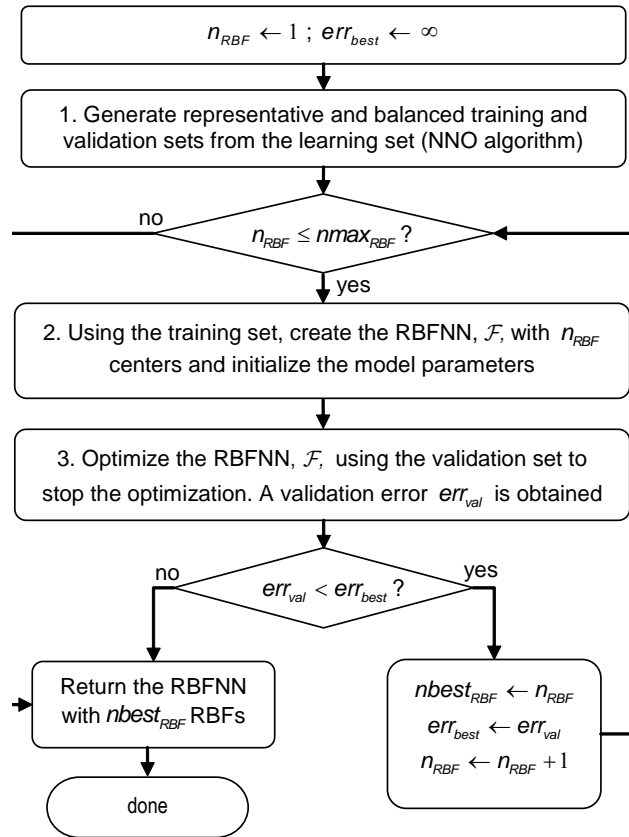 n_RBF ← 1 ; err_best ← ∞
1. Generate representative and balanced training and
validation sets from the learning set (NNO algorithm)
no
n_RBF ≤ nmax_RBF ?
yes
2. Using the training set, create the RBFNN, ℱ, with n_RBF
centers and initialize the model parameters
3. Optimize the RBFNN, ℱ, using the validation set to
stop the optimization. A validation error err_val is obtained
no
err_val < err_best ?
yes
Return the RBFNN
with nbest_RBF RBFs
nbest_RBF ← n_RBF
err_best ← err_val
n_RBF ← n_RBF + 1
done